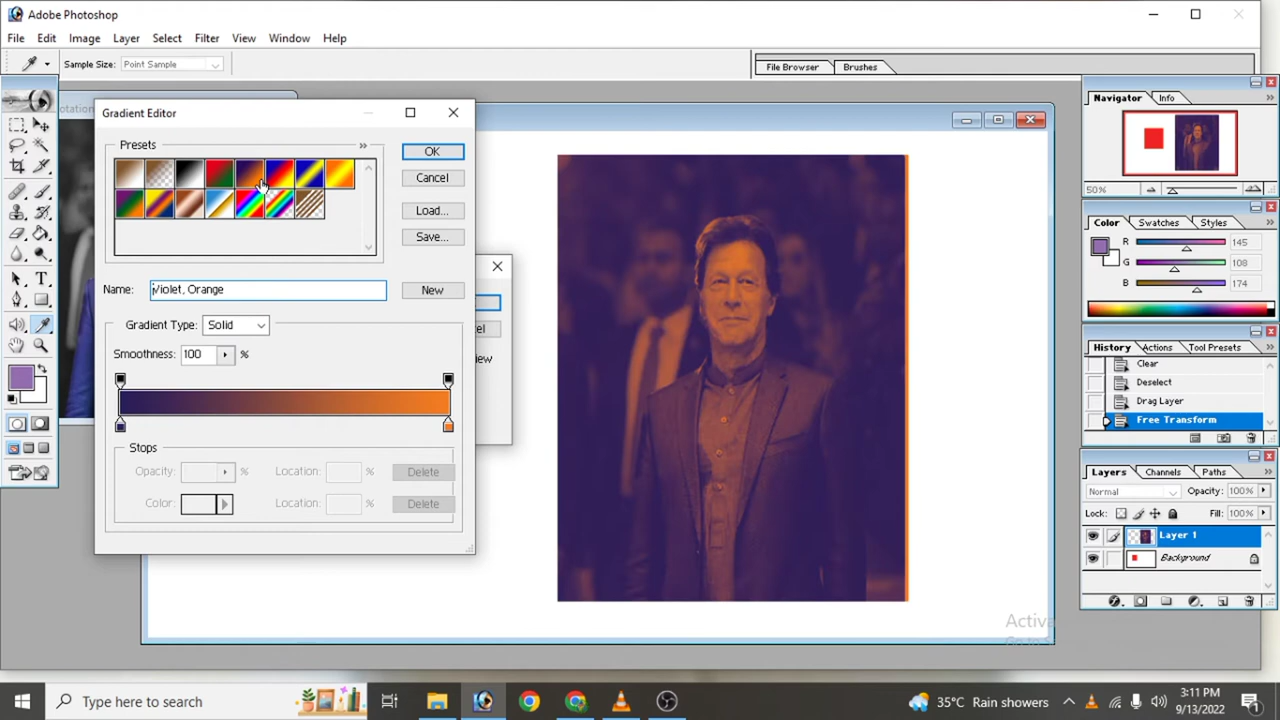 Adobe Photoshop
File Edit Image Layer Select Filter View Window Help
Sample Size: Point Sample
File Browser Brushes
Gradient Editor
Presets
OK
Cancel
Load...
Save...
Name: Violet, Orange
New
Gradient Type: Solid
Smoothness: 100 %
Stops
Opacity: % Location: % Delete
Color: Location: % Delete
Navigator Info
50%
Color Swatches Styles
R 145
G 108
B 174
History Actions Tool Presets
Clear
Deselect
Drag Layer
Free Transform
Layers Channels Paths
Normal Opacity: 100%
Lock: Fill: 100%
Layer 1
Background
Activa
Go to S
Type here to search
35°C Rain showers
3:11 PM
9/13/2022